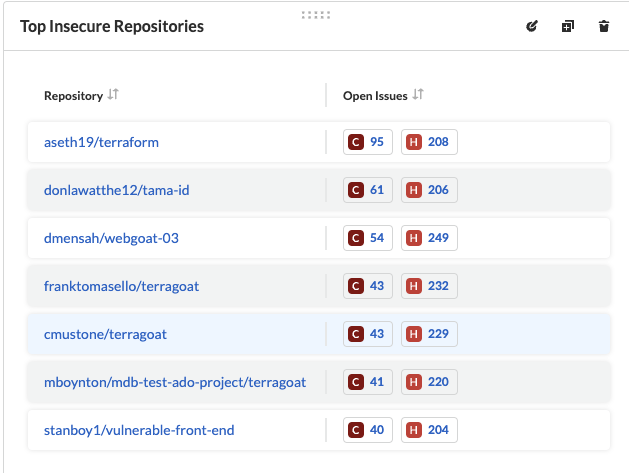 Top Insecure Repositories
Repository Open Issues
aseth19/terraform C 95 H 208
donlawatthe12/tama-id C 61 H 206
dmensah/webgoat-03 C 54 H 249
franktomasello/terragoat C 43 H 232
cmustone/terragoat C 43 H 229
mboynton/mdb-test-ado-project/terragoat C 41 H 220
stanboy1/vulnerable-front-end C 40 H 204